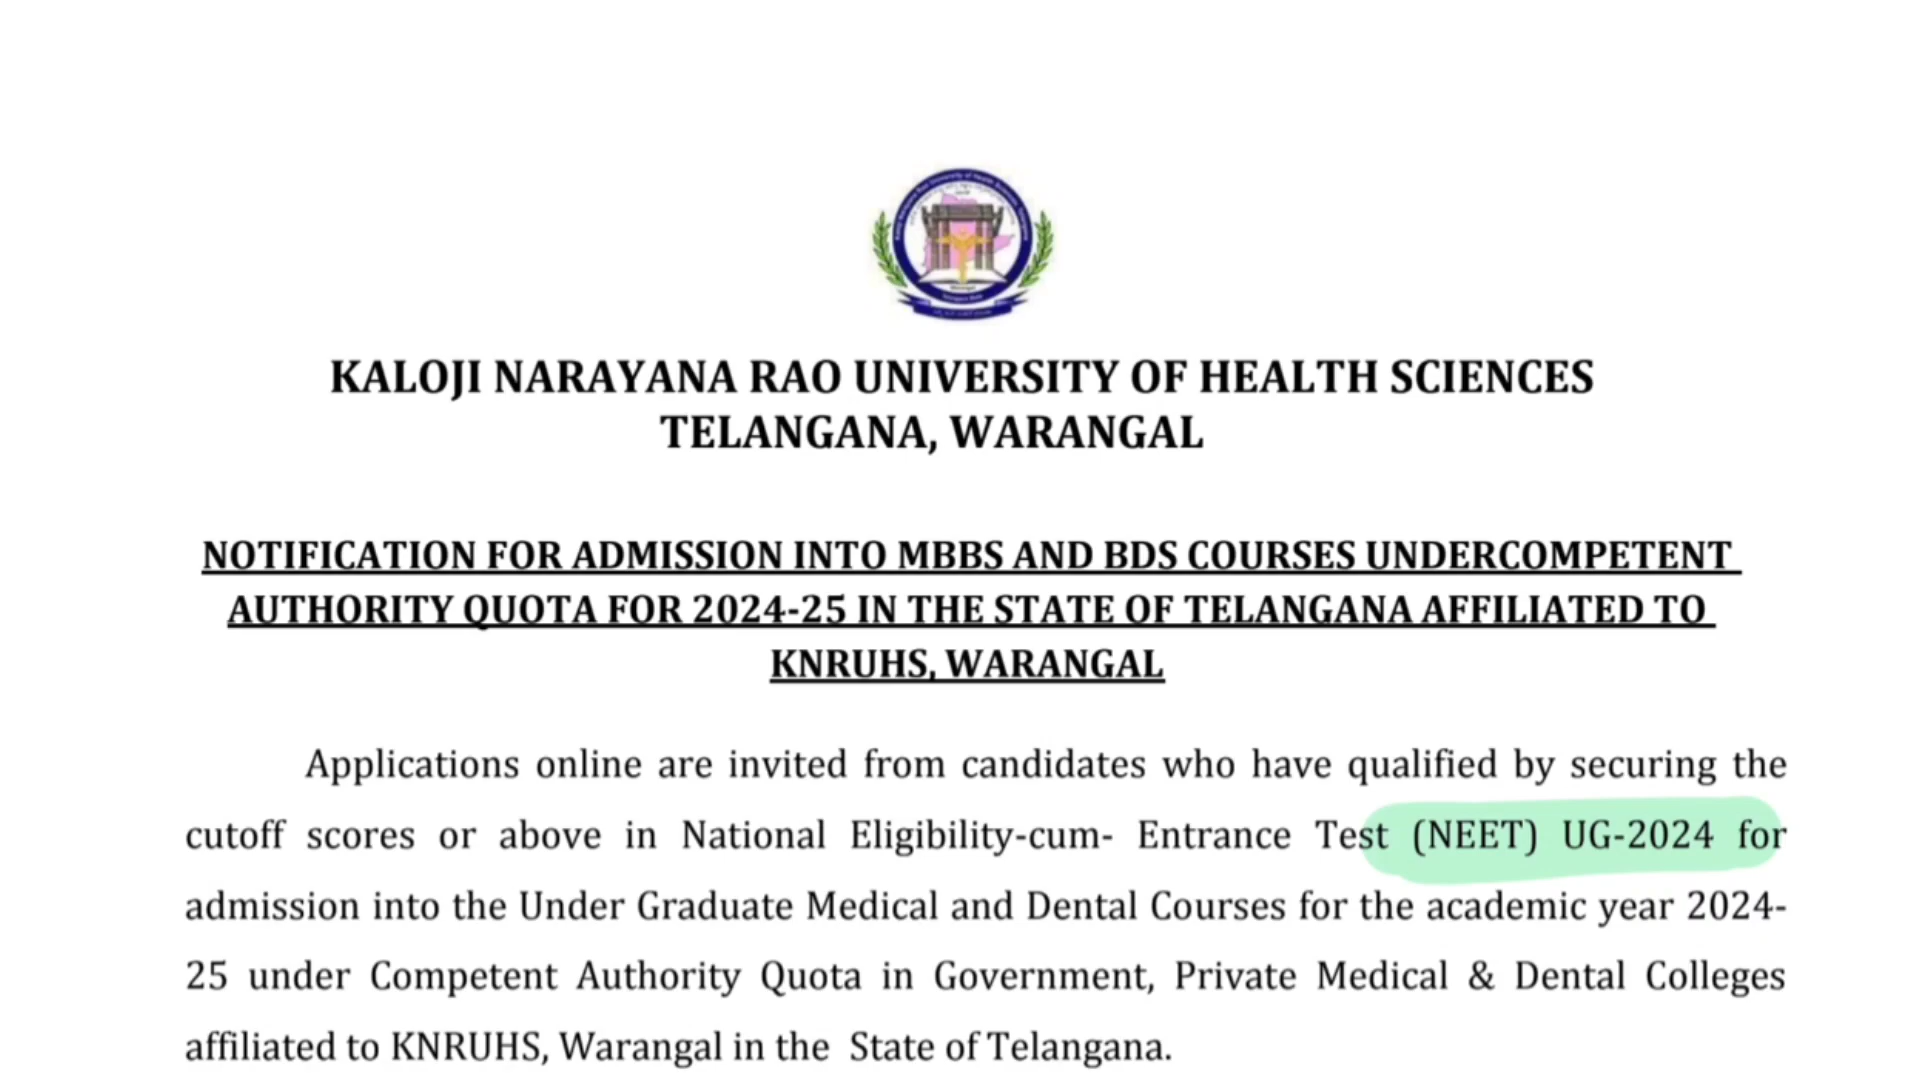 KALOJI NARAYANA RAO UNIVERSITY OF HEALTH SCIENCES
TELANGANA, WARANGAL
NOTIFICATION FOR ADMISSION INTO MBBS AND BDS COURSES UNDERCOMPETENT
AUTHORITY QUOTA FOR 2024-25 IN THE STATE OF TELANGANA AFFILIATED TO
KNRUHS, WARANGAL
Applications online are invited from candidates who have qualified by securing the
cutoff scores or above in National Eligibility-cum- Entrance Test (NEET) UG-2024 for
admission into the Under Graduate Medical and Dental Courses for the academic year 2024-
25 under Competent Authority Quota in Government, Private Medical & Dental Colleges
affiliated to KNRUHS, Warangal in the State of Telangana.